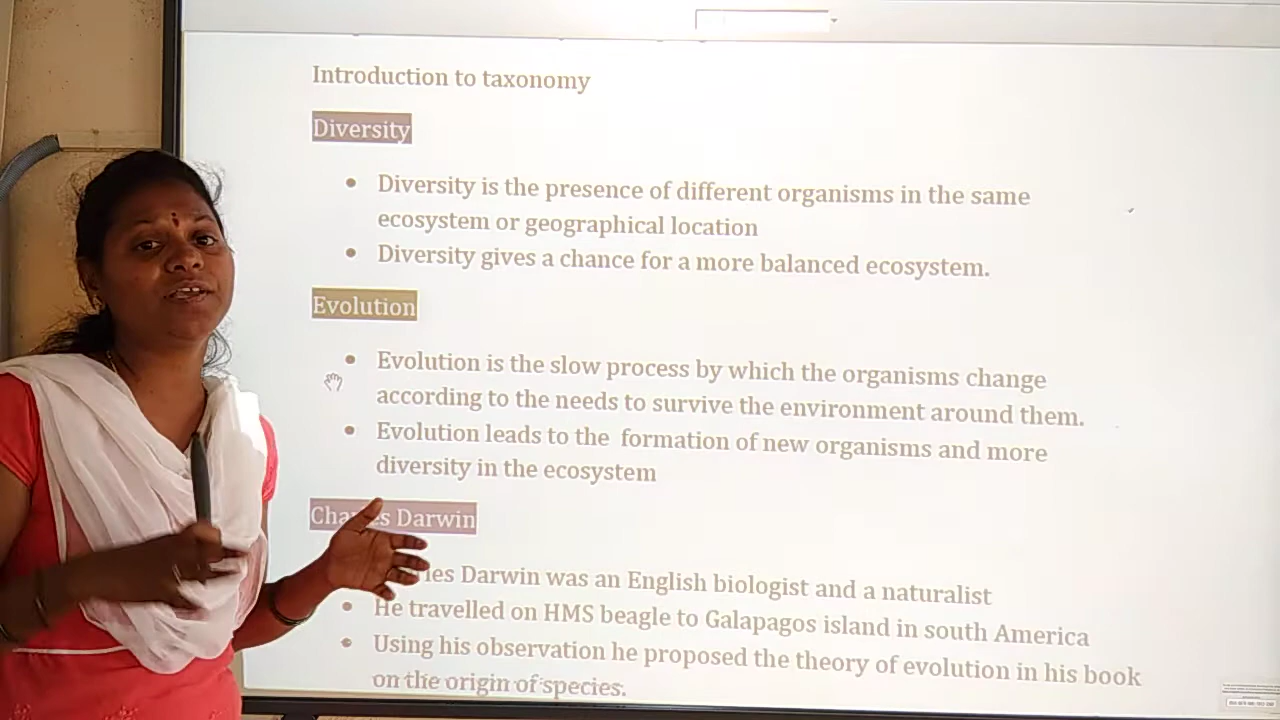 Introduction to taxonomy
Diversity
• Diversity is the presence of different organisms in the same
ecosystem or geographical location
• Diversity gives a chance for a more balanced ecosystem.
Evolution
• Evolution is the slow process by which the organisms change
according to the needs to survive the environment around them.
• Evolution leads to the formation of new organisms and more
diversity in the ecosystem
Darwin
Darwin was an English biologist and a naturalist
• He travelled on HMS beagle to Galapagos island in south America
• Using his observation he proposed the theory of evolution in his book
on the origin of species.